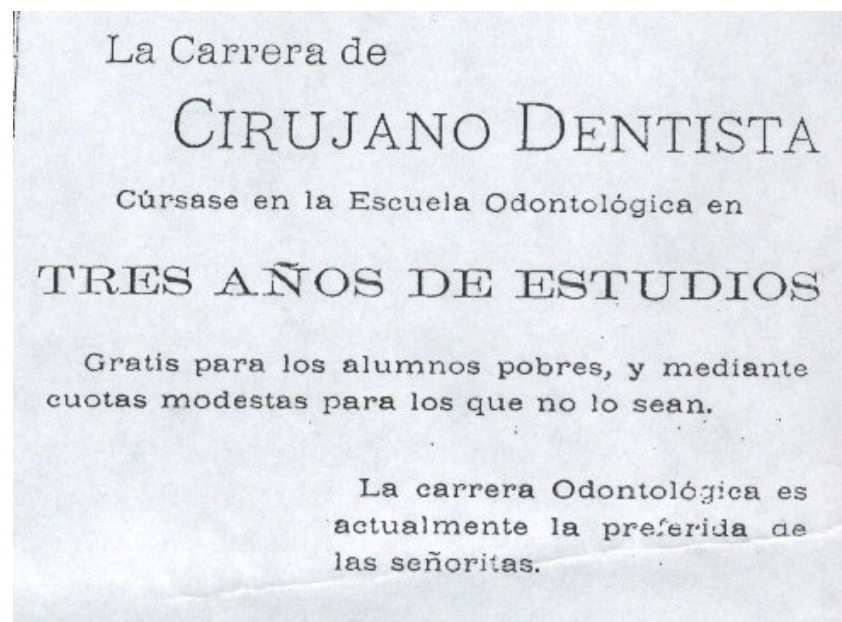 La Carrera de
CIRUJANO DENTISTA
Cúrsase en la Escuela Odontológica en
TRES AÑOS DE ESTUDIOS
Gratis para los alumnos pobres, y mediante
cuotas modestas para los que no lo sean.
La carrera Odontológica es
actualmente la preferida de
las señoritas.